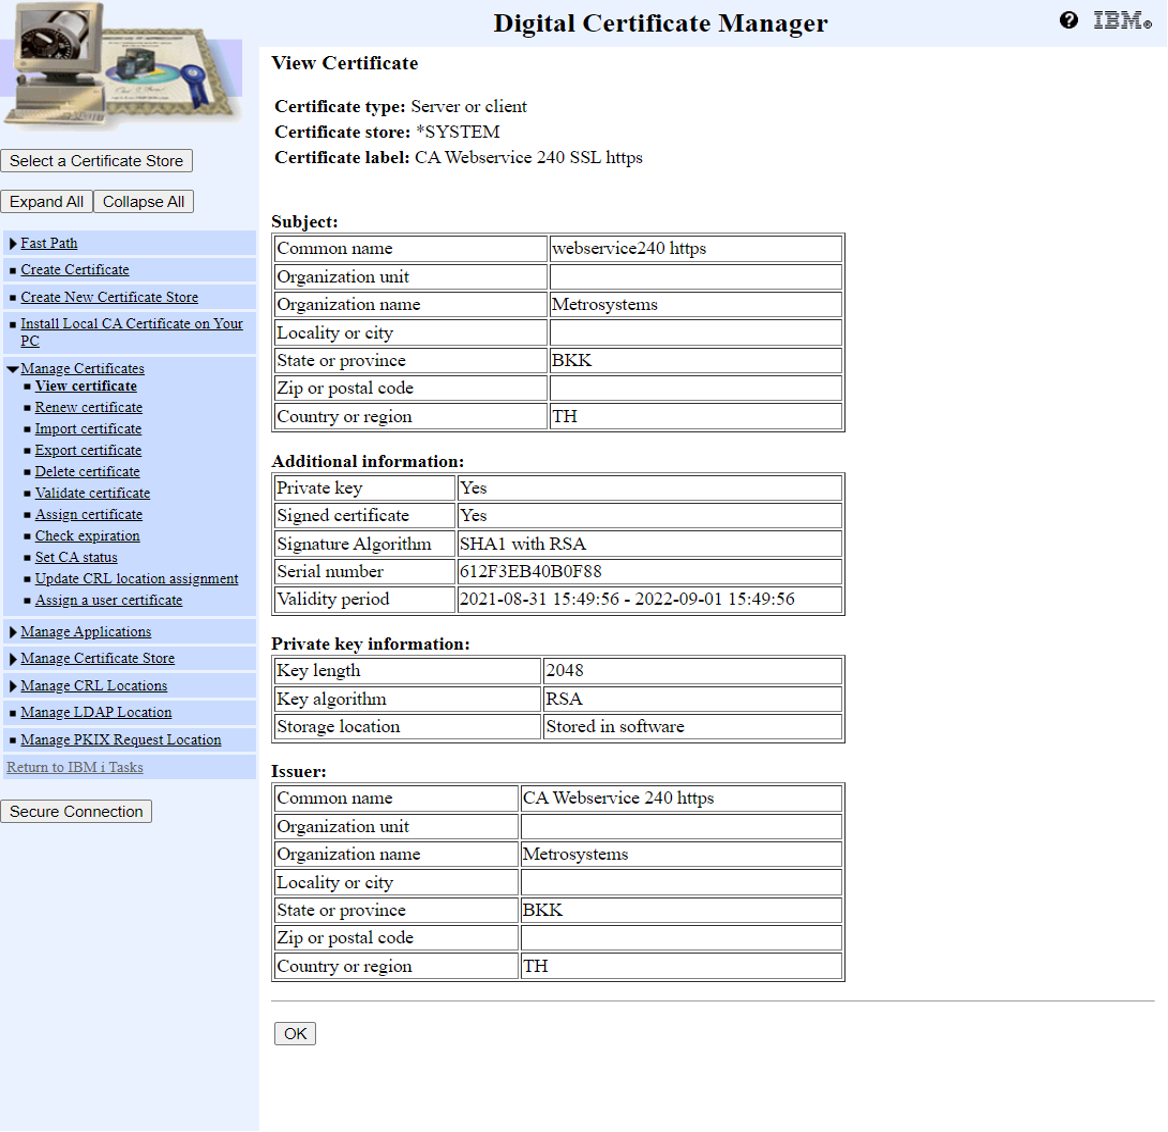 Digital Certificate Manager
IBM®
Select a Certificate Store
Expand All Collapse All
Fast Path
Create Certificate
Create New Certificate Store
Install Local CA Certificate on Your
PC
Manage Certificates
View certificate
Renew certificate
Import certificate
Export certificate
Delete certificate
Validate certificate
Assign certificate
Check expiration
Set CA status
Update CRL location assignment
Assign a user certificate
Manage Applications
Manage Certificate Store
Manage CRL Locations
Manage LDAP Location
Manage PKIX Request Location
Return to IBM i Tasks
Secure Connection
View Certificate
Certificate type: Server or client
Certificate store: *SYSTEM
Certificate label: CA Webservice 240 SSL https
Subject:
Common name webservice240 https
Organization unit
Organization name Metrosystems
Locality or city
State or province BKK
Zip or postal code
Country or region TH
Additional information:
Private key Yes
Signed certificate Yes
Signature Algorithm SHA1 with RSA
Serial number 612F3EB40B0F88
Validity period 2021-08-31 15:49:56 - 2022-09-01 15:49:56
Private key information:
Key length 2048
Key algorithm RSA
Storage location Stored in software
Issuer:
Common name CA Webservice 240 https
Organization unit
Organization name Metrosystems
Locality or city
State or province BKK
Zip or postal code
Country or region TH
OK